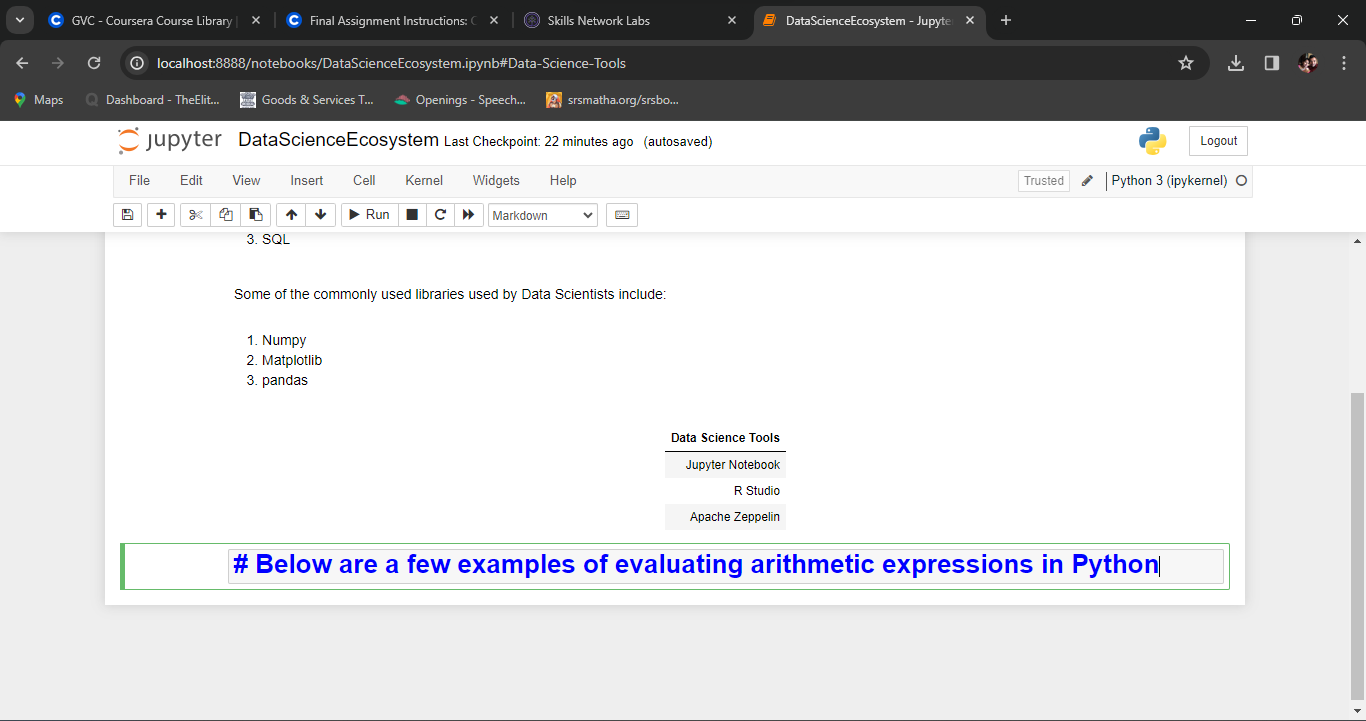 GVC - Coursera Course Library
Final Assignment Instructions: C
Skills Network Labs
DataScienceEcosystem - Jupyte
localhost:8888/notebooks/DataScienceEcosystem.ipynb#Data-Science-Tools
Maps
Dashboard - TheElit...
Goods & Services T...
Openings - Speech...
srsmatha.org/srsbo...
jupyter DataScienceEcosystem Last Checkpoint: 22 minutes ago (autosaved)
Logout
File Edit View Insert Cell Kernel Widgets Help
Trusted
Python 3 (ipykernel)
Run
Markdown
3. SQL
Some of the commonly used libraries used by Data Scientists include:
1. Numpy
2. Matplotlib
3. pandas
Data Science Tools
Jupyter Notebook
R Studio
Apache Zeppelin
# Below are a few examples of evaluating arithmetic expressions in Python